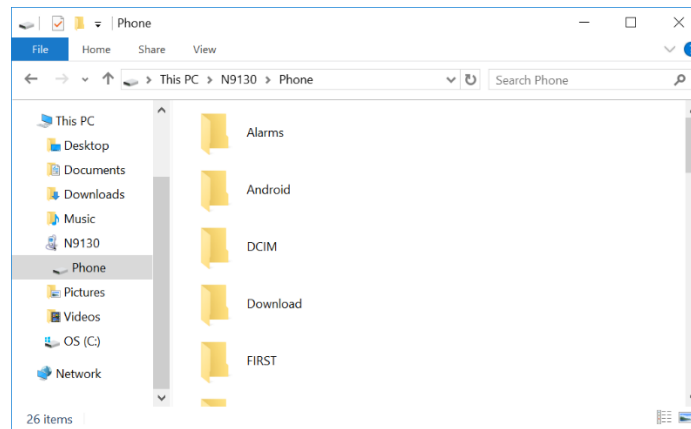 Phone
File Home Share View
This PC > N9130 > Phone
Search Phone
This PC
Desktop
Documents
Downloads
Music
N9130
Phone
Pictures
Videos
OS (C:)
Network
Alarms
Android
DCIM
Download
FIRST
26 items